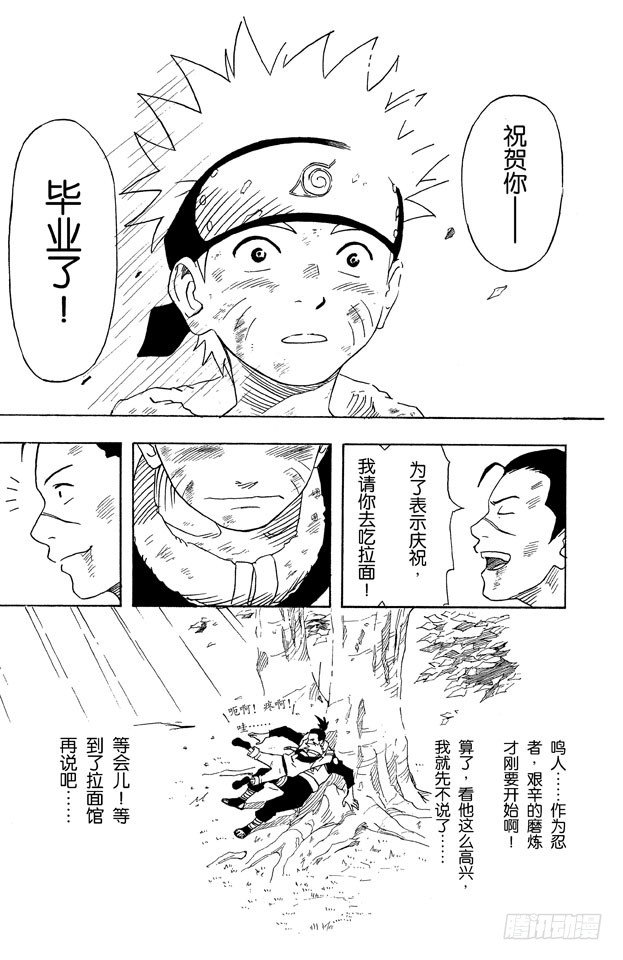 祝贺你——
毕业了！
为了表示庆祝，
我请你去吃拉面！
呃啊！疼啊！
哇……
鸣人……作为忍
者，艰辛的磨炼
才刚要开始啊！
算了，看他这么高兴，
我就先不说了……
等会儿！等
到了拉面馆
再说吧……
腾讯动漫